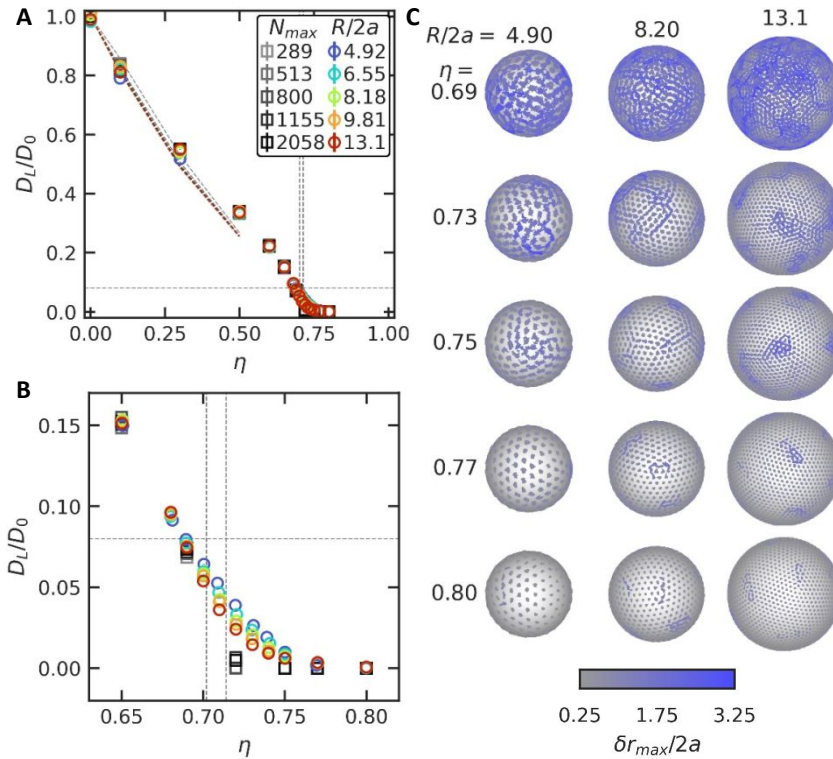 A
D_L/D_0
1.0
0.8
0.6
0.4
0.2
0.0
0.00 0.25 0.50 0.75 1.00
η
N_max R/2a
289 4.92
513 6.55
800 8.18
1155 9.81
2058 13.1
B
D_L/D_0
0.15
0.10
0.05
0.00
0.65 0.70 0.75 0.80
η
C
R/2a = 4.90 8.20 13.1
η =
0.69
0.73
0.75
0.77
0.80
0.25 1.75 3.25
δr_max/2a